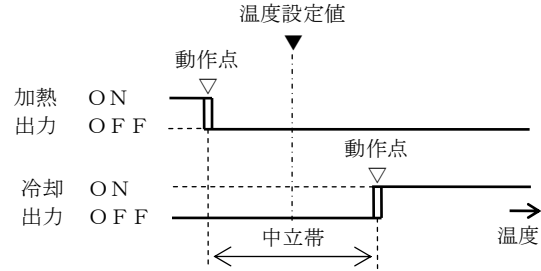 温度設定値
動作点
加熱 ＯＮ
出力 ＯＦＦ
動作点
冷却 ＯＮ
出力 ＯＦＦ
中立帯
温度